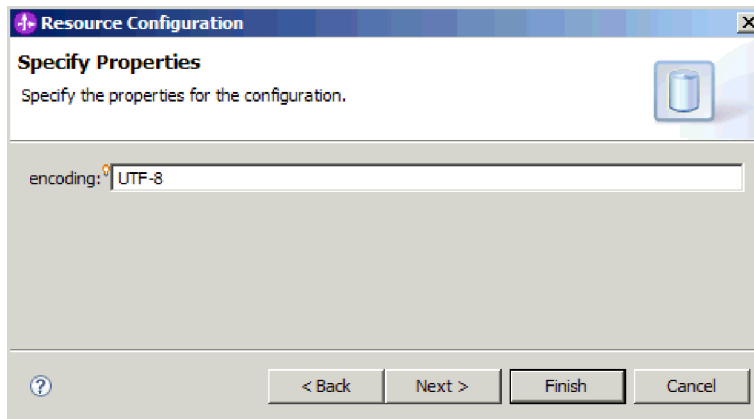 Resource Configuration
Specify Properties
Specify the properties for the configuration.
encoding: UTF-8
< Back Next > Finish Cancel